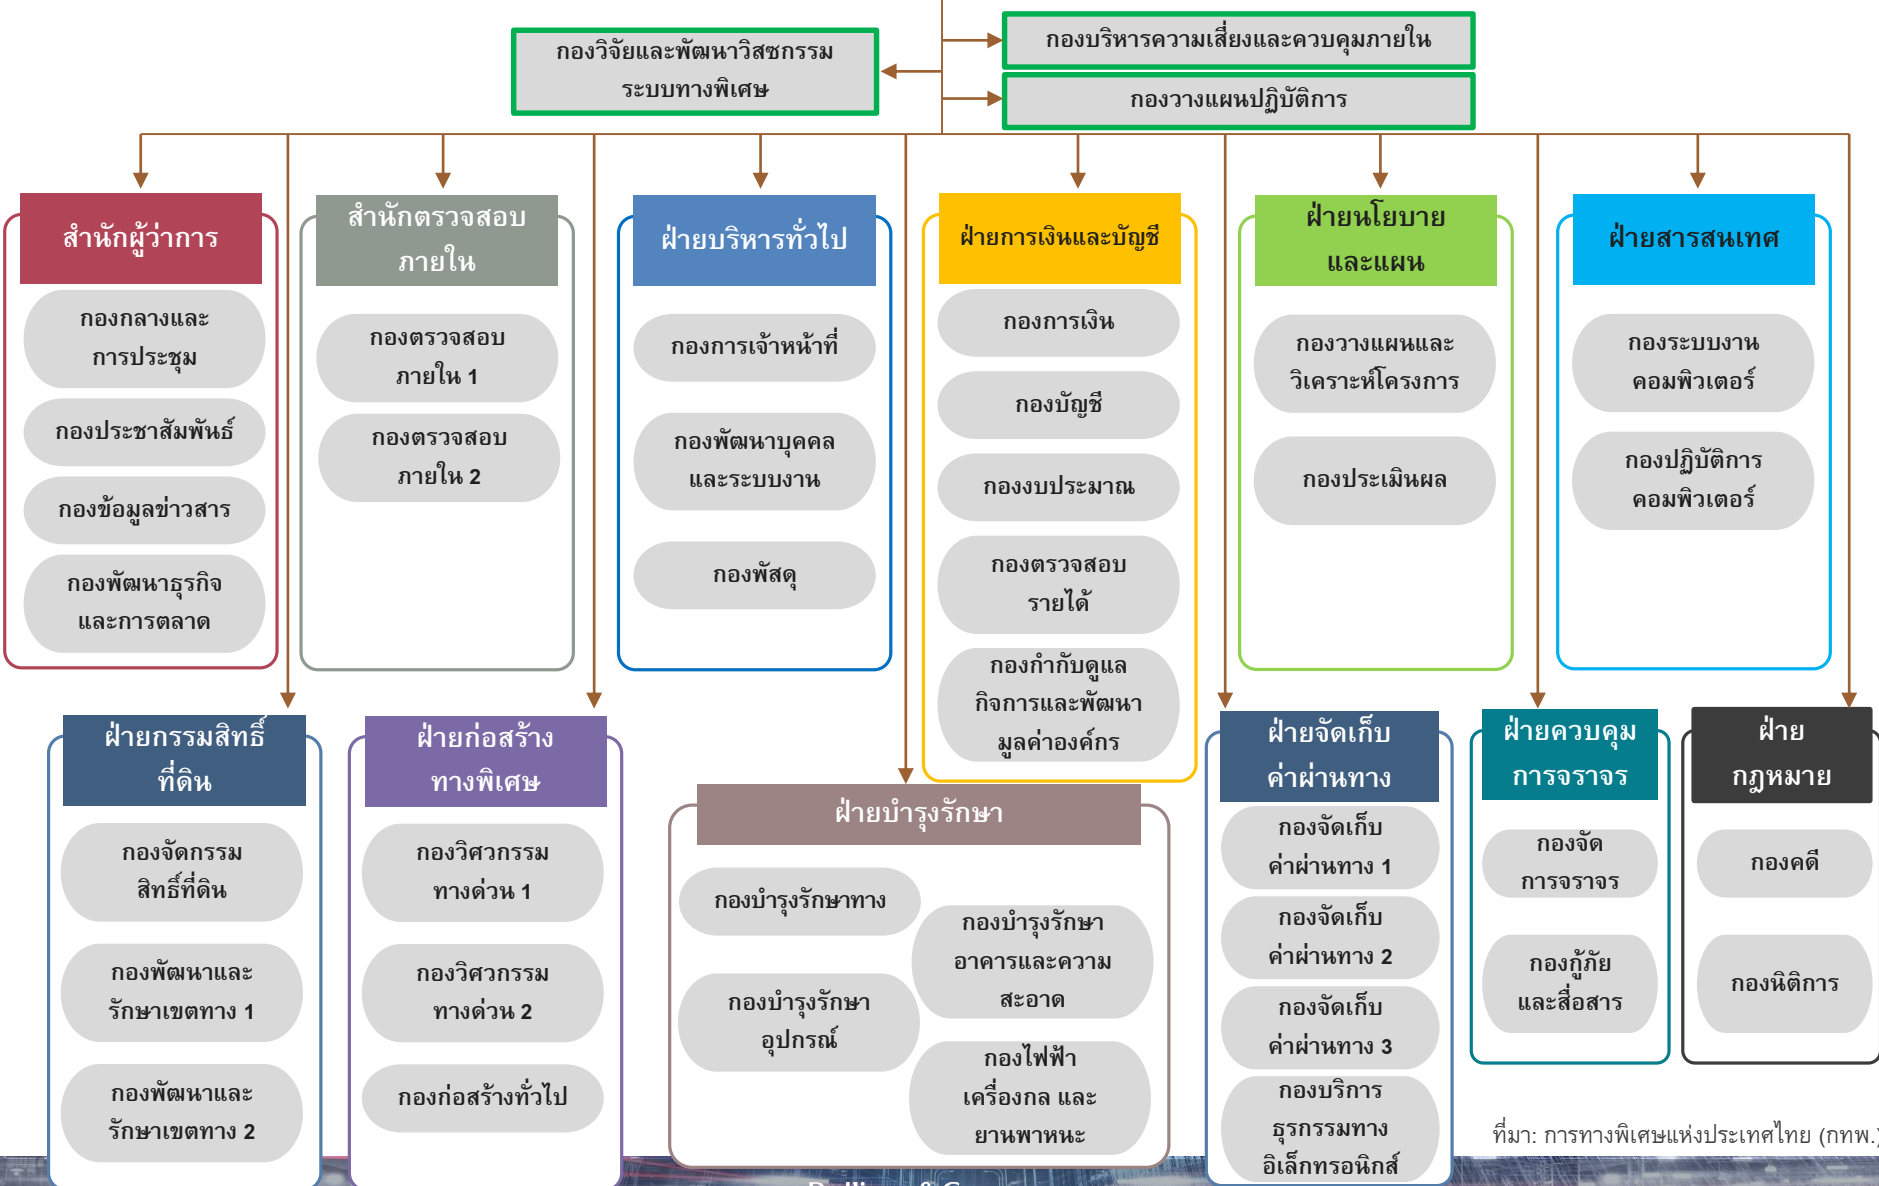 กองวิจัยและพัฒนาวิสซกรรม
ระบบทางพิเศษ
กองบริหารความเสี่ยงและควบคุมภายใน
กองวางแผนปฏิบัติการ
สำนักผู้ว่าการ
กองกลางและ
การประชุม
กองประชาสัมพันธ์
กองข้อมูลข่าวสาร
กองพัฒนาธุรกิจ
และการตลาด
สำนักตรวจสอบ
ภายใน
กองตรวจสอบ
ภายใน 1
กองตรวจสอบ
ภายใน 2
ฝ่ายบริหารทั่วไป
กองการเจ้าหน้าที่
กองพัฒนาบุคคล
และระบบงาน
กองพัสดุ
ฝ่ายการเงินและบัญชี
กองการเงิน
กองบัญชี
กองงบประมาณ
กองตรวจสอบ
รายได้
กองกำกับดูแล
กิจการและพัฒนา
มูลค่าองค์กร
ฝ่ายนโยบาย
และแผน
กองวางแผนและ
วิเคราะห์โครงการ
กองประเมินผล
ฝ่ายสารสนเทศ
กองระบบงาน
คอมพิวเตอร์
กองปฏิบัติการ
คอมพิวเตอร์
ฝ่ายกรรมสิทธิ์
ที่ดิน
กองจัดกรรม
สิทธิ์ที่ดิน
กองพัฒนาและ
รักษาเขตทาง 1
กองพัฒนาและ
รักษาเขตทาง 2
ฝ่ายก่อสร้าง
ทางพิเศษ
กองวิศวกรรม
ทางด่วน 1
กองวิศวกรรม
ทางด่วน 2
กองก่อสร้างทั่วไป
ฝ่ายบำรุงรักษา
กองบำรุงรักษาทาง
กองบำรุงรักษา
อุปกรณ์
กองบำรุงรักษา
อาคารและความ
สะอาด
กองไฟฟ้า
เครื่องกล และ
ยานพาหนะ
ฝ่ายจัดเก็บ
ค่าผ่านทาง
กองจัดเก็บ
ค่าผ่านทาง 1
กองจัดเก็บ
ค่าผ่านทาง 2
กองจัดเก็บ
ค่าผ่านทาง 3
กองบริการ
ธุรกรรมทาง
อิเล็กทรอนิกส์
ฝ่ายควบคุม
การจราจร
กองจัด
การจราจร
กองกู้ภัย
และสื่อสาร
ฝ่าย
กฎหมาย
กองคดี
กองนิติการ
ที่มา: การทางพิเศษแห่งประเทศไทย (กทพ.)